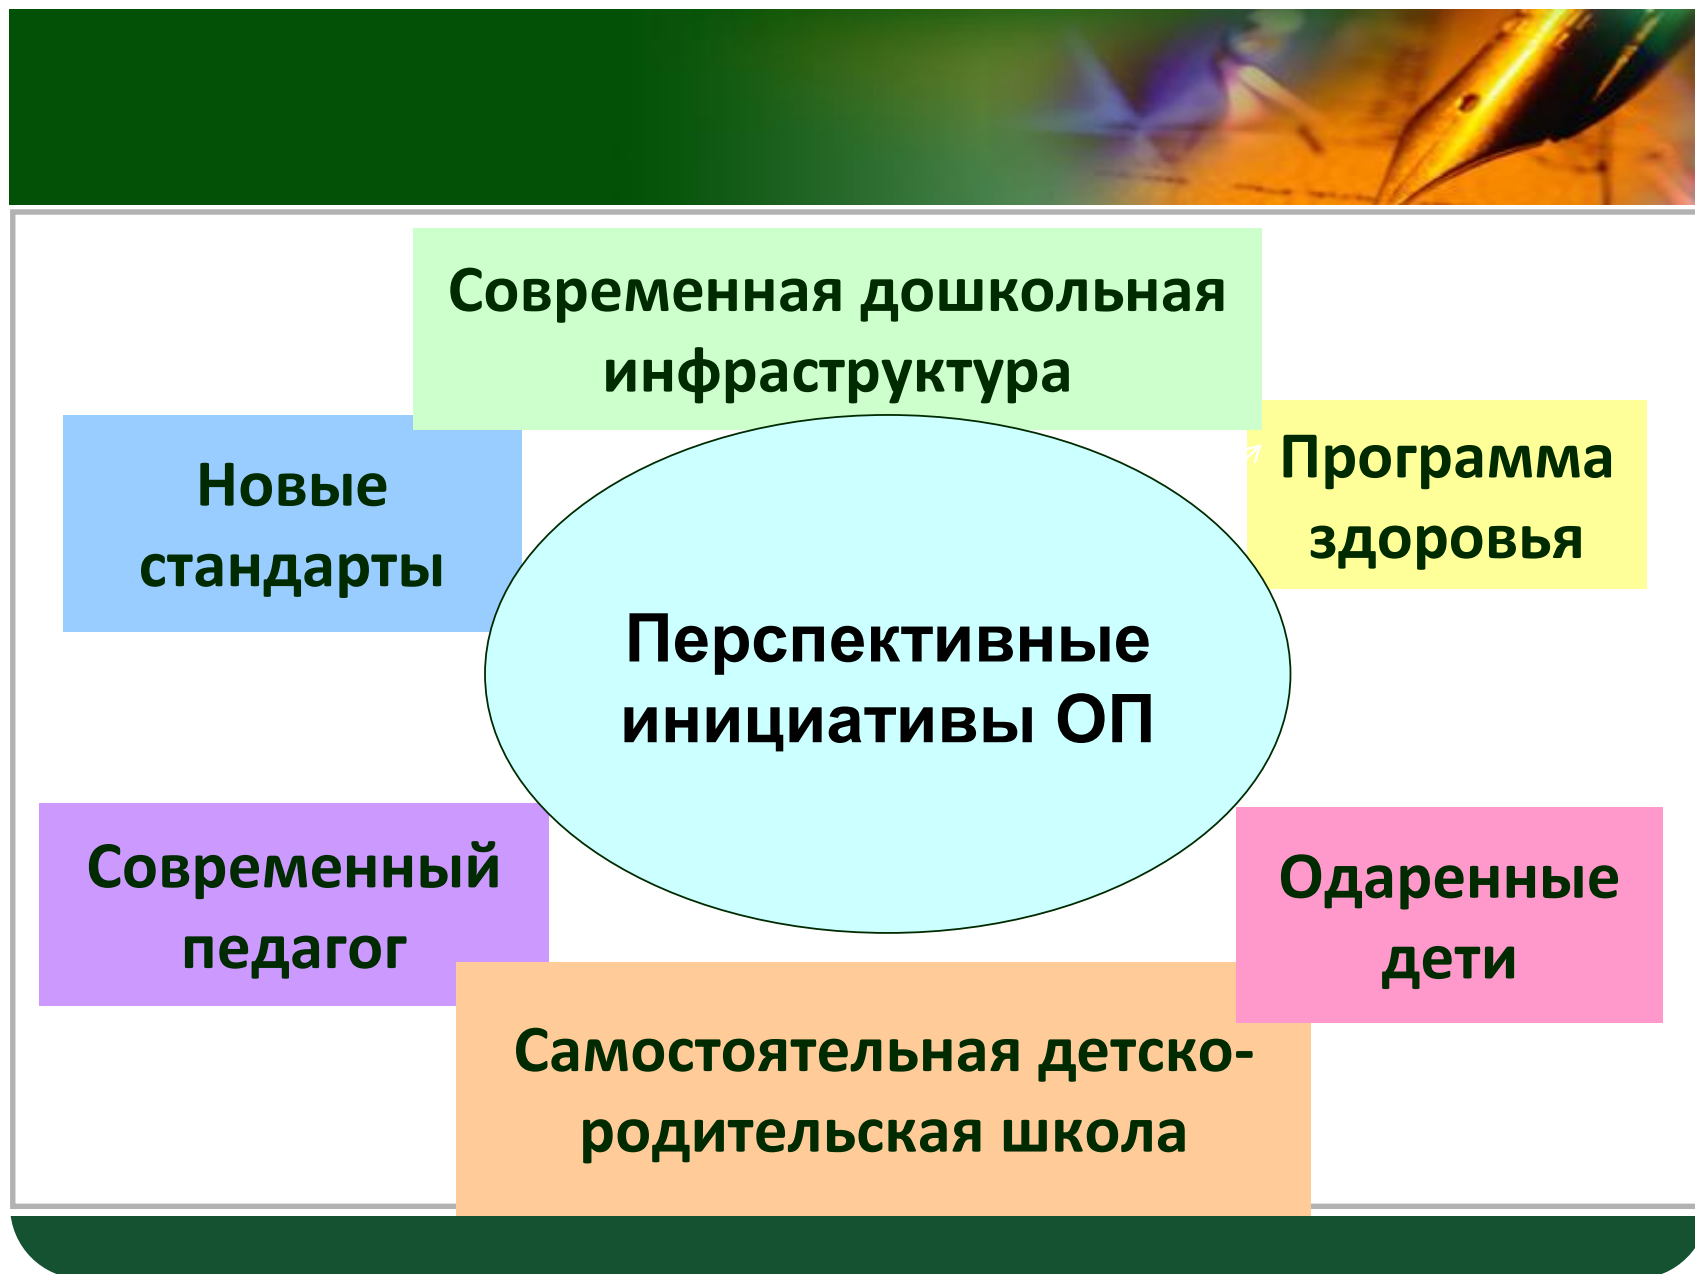 Современная дошкольная
инфраструктура
Новые
стандарты
Программа
здоровья
Перспективные
инициативы ОП
Современный
педагог
Одаренные
дети
Самостоятельная детско-
родительская школа